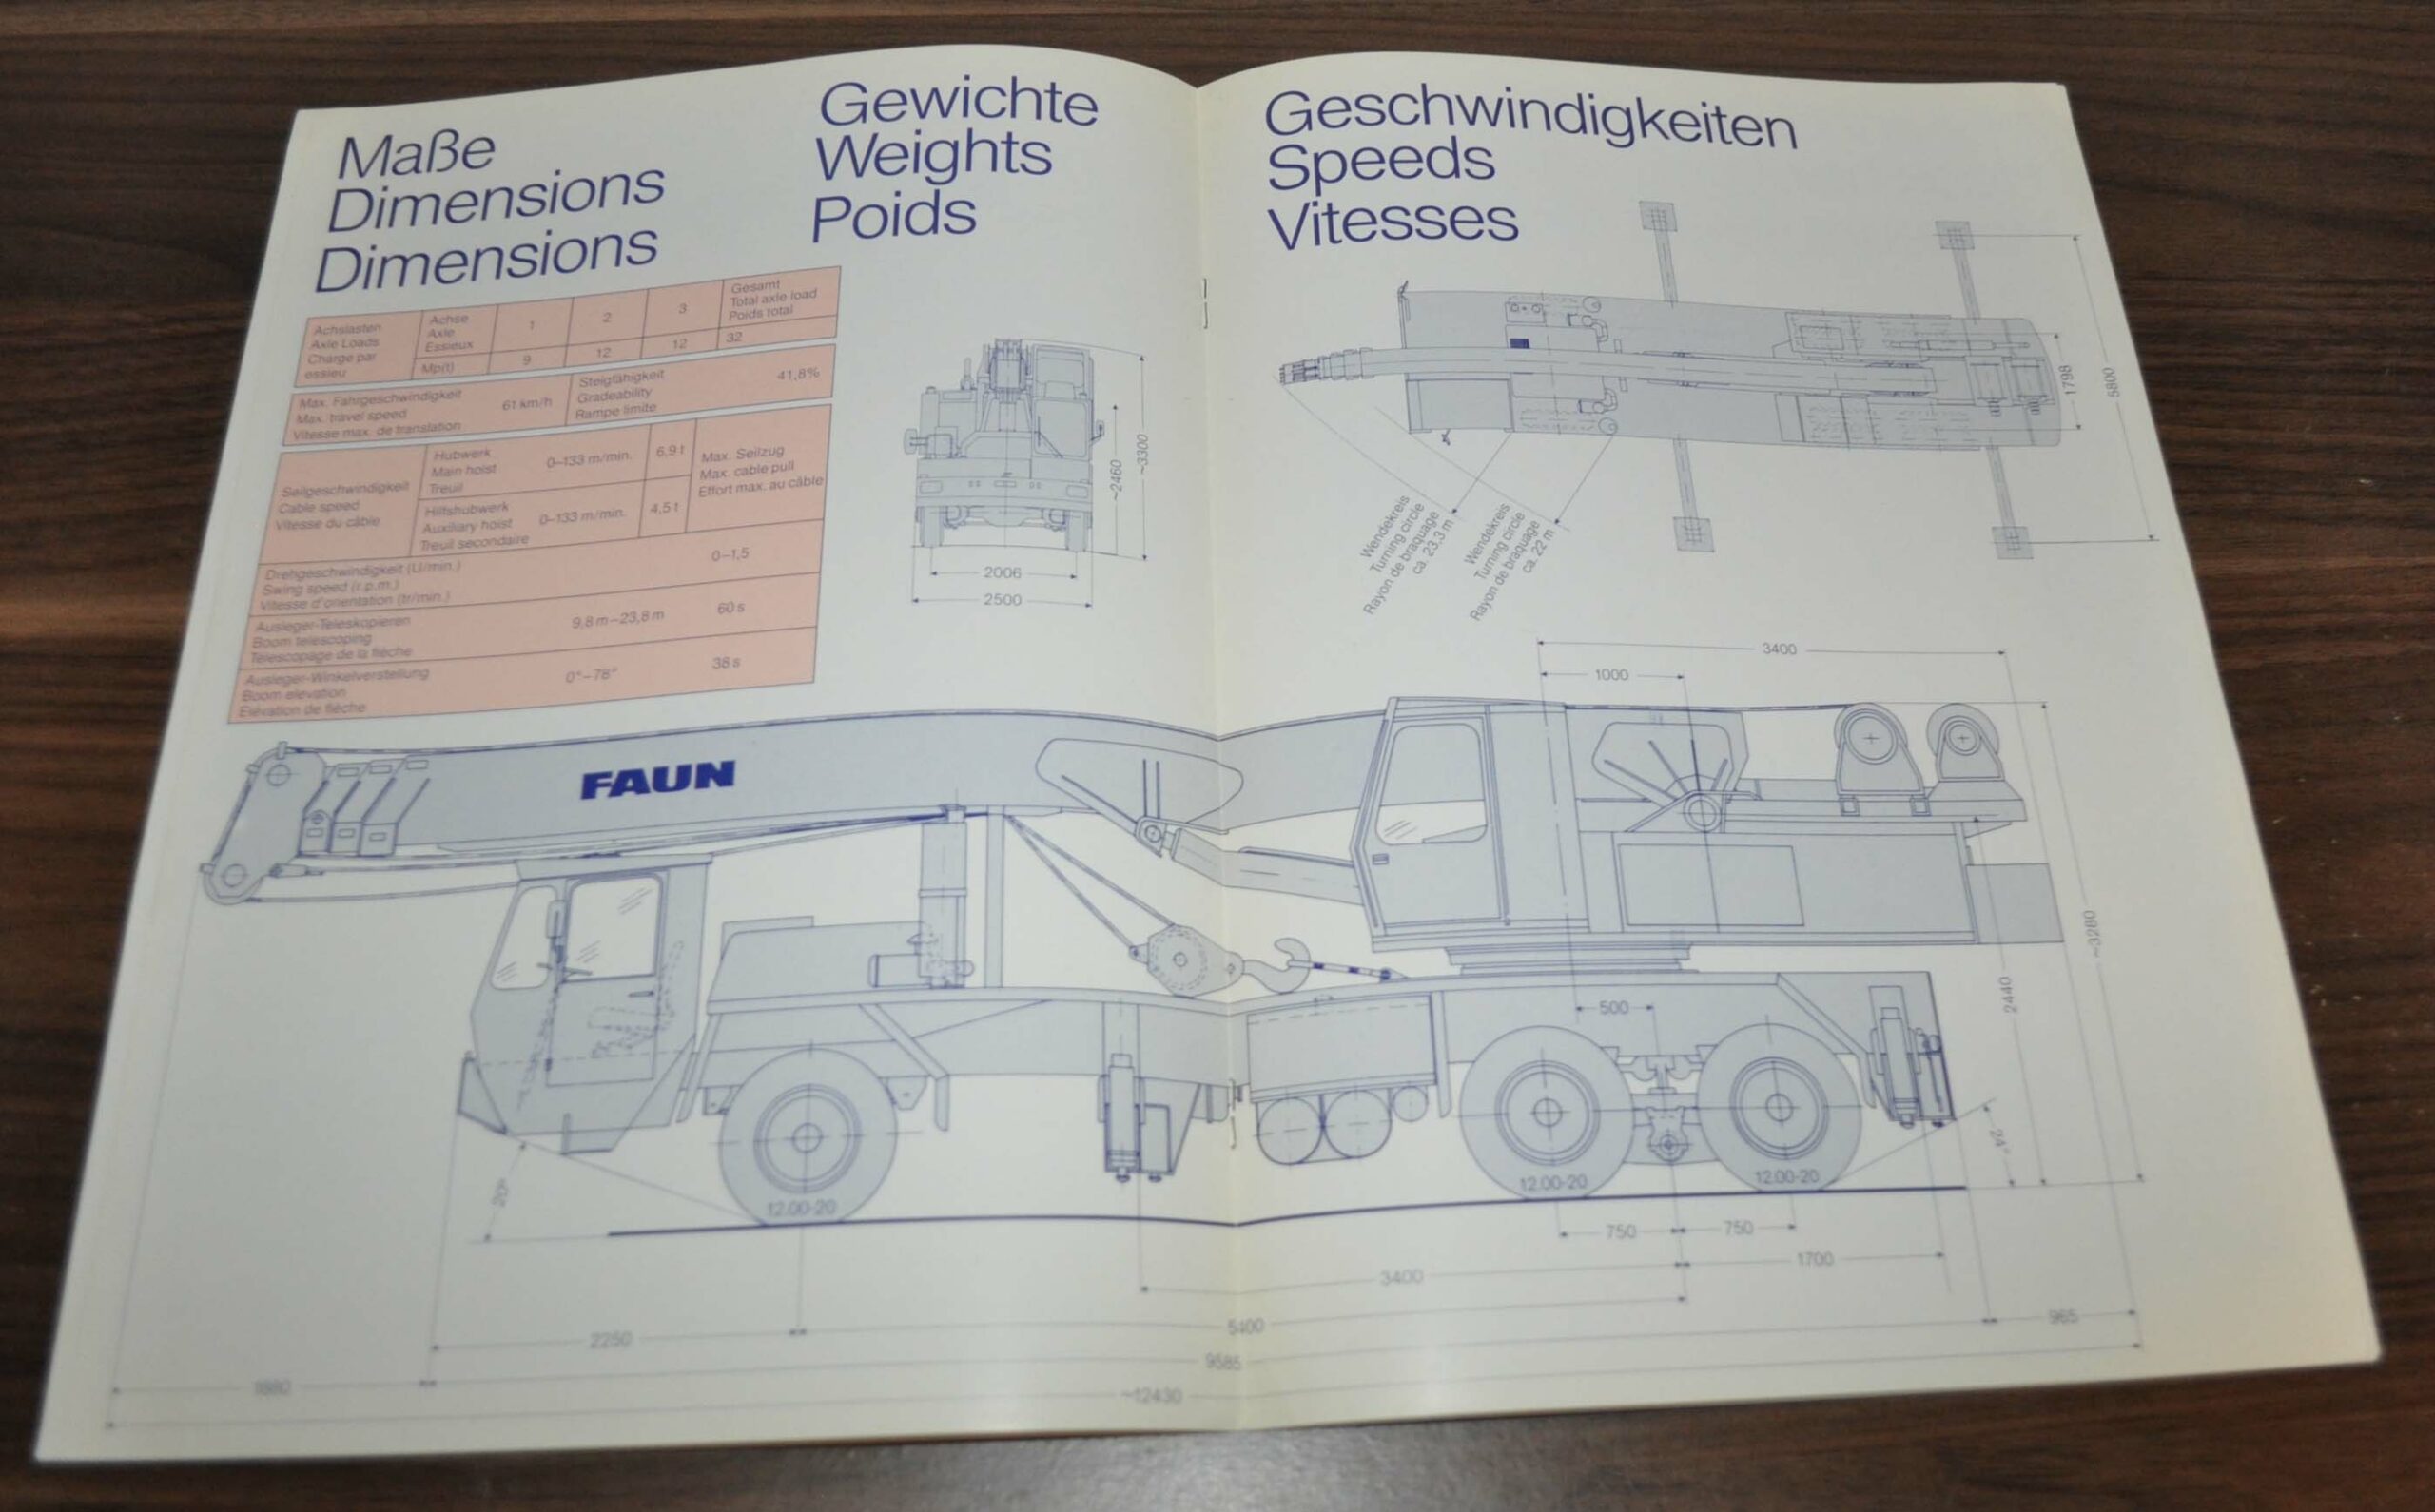 Maße
Dimensions
Dimensions
Gewichte
Weights
Poids
Geschwindigkeiten
Speeds
Vitesses
Achslasten
Axle Loads
Charge par
essieu
Achse
Axle
Essieux
1
2
3
Gesamt
Total axle load
Poids total
Mp(t)
9
12
12
32
Max. Fahrgeschwindigkeit
Max. travel speed
Vitesse max. de translation
61 km/h
Steigfähigkeit
Gradeability
Rampe limite
41,8%
Seilgeschwindigkeit
Cable speed
Vitesse du câble
Hubwerk
Main hoist
Treuil
0–133 m/min.
6,9 t
Max. Seilzug
Max. cable pull
Effort max. au câble
Hilfshubwerk
Auxiliary hoist
Treuil secondaire
0–133 m/min.
4,5 t
Drehgeschwindigkeit (U/min.)
Swing speed (r.p.m.)
Vitesse d'orientation (tr/min.)
0–1,5
Ausleger-Teleskopieren
Boom telescoping
Télescopage de la flèche
9,8 m–23,8 m
60 s
Ausleger-Winkelverstellung
Boom elevation
Elévation de flèche
0°–78°
38 s
~2460
~3300
2006
2500
1798
5800
Wendekreis
Turning circle
Rayon de braquage
ca. 23,3 m
Wendekreis
Turning circle
Rayon de braquage
ca. 22 m
3400
1000
FAUN
~3280
2440
500
24°
20°
12.00-20
12.00-20
12.00-20
750
750
1700
3400
2250
5400
965
9585
~12430